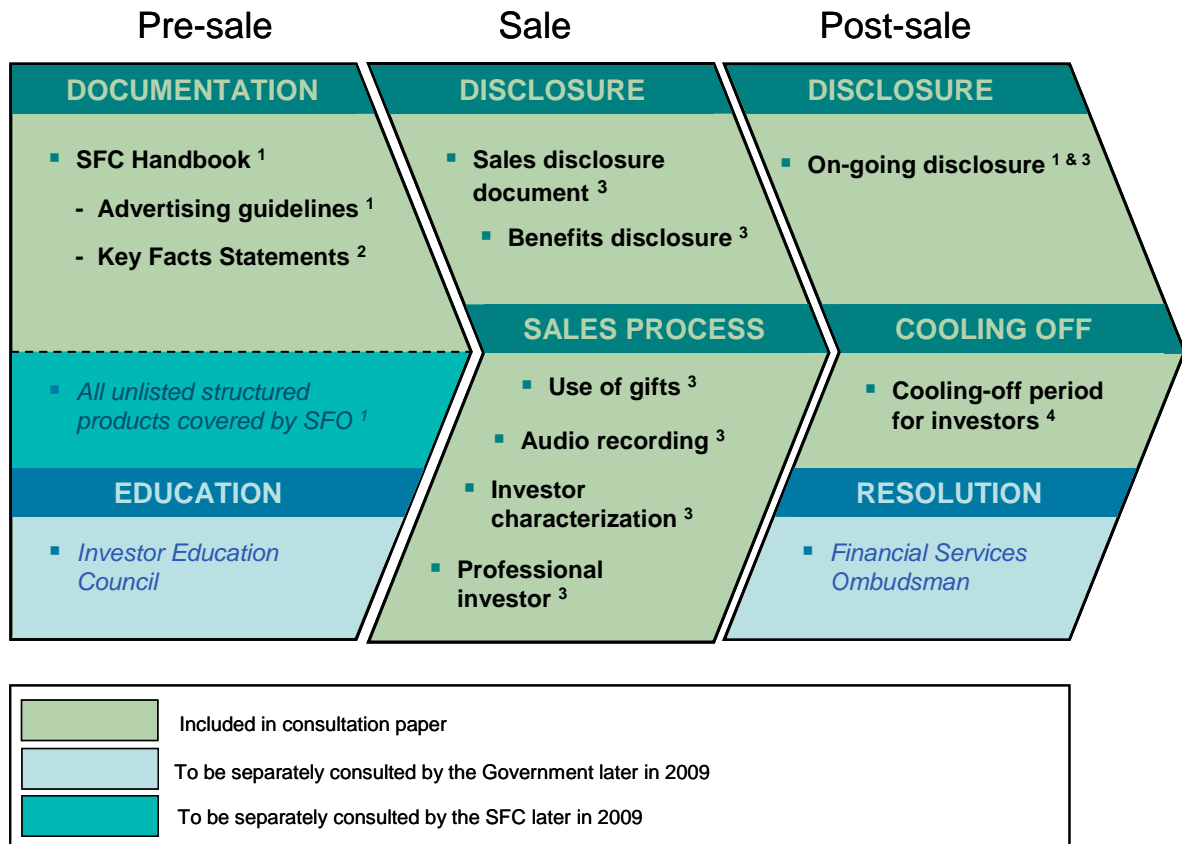 Pre-sale
Sale
Post-sale
DOCUMENTATION
▪ SFC Handbook ¹
- Advertising guidelines ¹
- Key Facts Statements ²
▪ All unlisted structured
products covered by SFO ¹
EDUCATION
▪ Investor Education
Council
DISCLOSURE
▪ Sales disclosure
document ³
▪ Benefits disclosure ³
SALES PROCESS
▪ Use of gifts ³
▪ Audio recording ³
▪ Investor
characterization ³
▪ Professional
investor ³
DISCLOSURE
▪ On-going disclosure ¹ & ³
COOLING OFF
▪ Cooling-off period
for investors ⁴
RESOLUTION
▪ Financial Services
Ombudsman
Included in consultation paper
To be separately consulted by the Government later in 2009
To be separately consulted by the SFC later in 2009